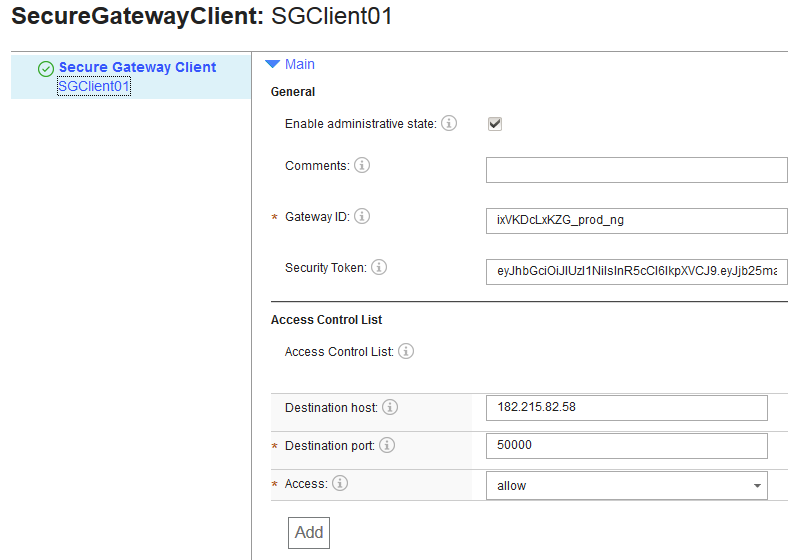 SecureGatewayClient: SGClient01
Secure Gateway Client
SGClient01
Main
General
Enable administrative state:
Comments:
* Gateway ID: ixVKDcLxKZG_prod_ng
Security Token: eyJhbGciOiJIUzI1NiIsInR5cCI6IkpXVCJ9.eyJjb25ma
Access Control List
Access Control List:
Destination host: 182.215.82.58
* Destination port: 50000
* Access: allow
Add